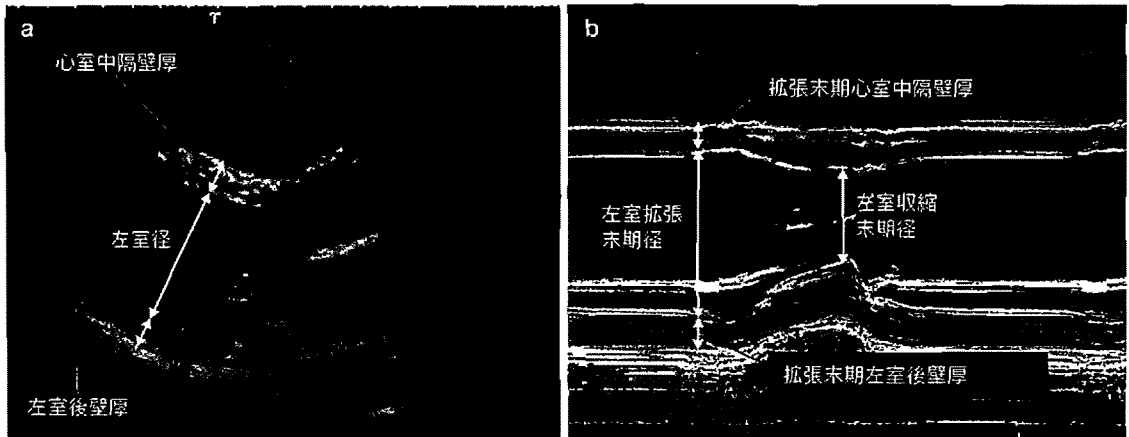 a
心室中隔壁厚
左室径
左室後壁厚
b
拡張末期心室中隔壁厚
左室拡張
末期径
左室収縮
末期径
拡張末期左室後壁厚